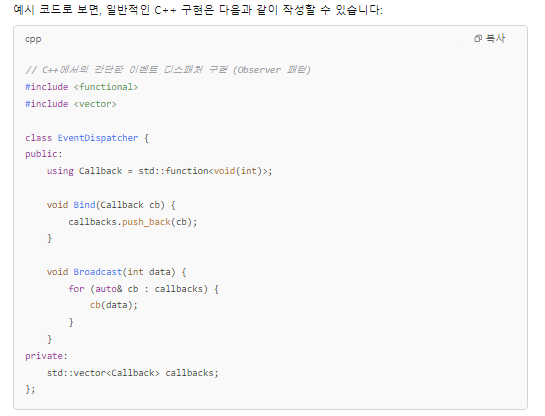 예시 코드로 보면, 일반적인 C++ 구현은 다음과 같이 작성할 수 있습니다:
cpp
복사
// C++에서의 간단한 이벤트 디스패처 구현 (Observer 패턴)
#include <functional>
#include <vector>
class EventDispatcher {
public:
    using Callback = std::function<void(int)>;
    void Bind(Callback cb) {
        callbacks.push_back(cb);
    }
    void Broadcast(int data) {
        for (auto& cb : callbacks) {
            cb(data);
        }
    }
private:
    std::vector<Callback> callbacks;
};